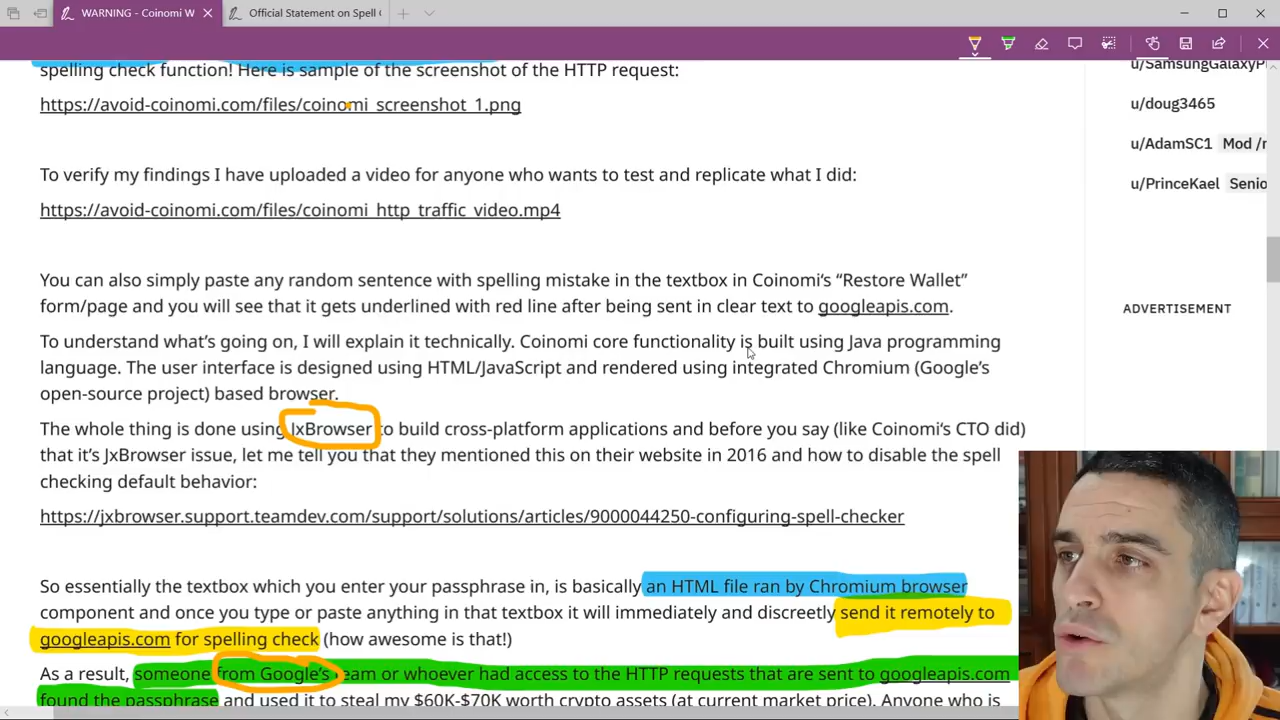 WARNING - Coinomi W
Official Statement on Spell C
spelling check function! Here is sample of the screenshot of the HTTP request:
https://avoid-coinomi.com/files/coinomi_screenshot_1.png
To verify my findings I have uploaded a video for anyone who wants to test and replicate what I did:
https://avoid-coinomi.com/files/coinomi_http_traffic_video.mp4
You can also simply paste any random sentence with spelling mistake in the textbox in Coinomi's “Restore Wallet”
form/page and you will see that it gets underlined with red line after being sent in clear text to googleapis.com.
To understand what's going on, I will explain it technically. Coinomi core functionality is built using Java programming
language. The user interface is designed using HTML/JavaScript and rendered using integrated Chromium (Google's
open-source project) based browser.
The whole thing is done using JxBrowser to build cross-platform applications and before you say (like Coinomi's CTO did)
that it's JxBrowser issue, let me tell you that they mentioned this on their website in 2016 and how to disable the spell
checking default behavior:
https://jxbrowser.support.teamdev.com/support/solutions/articles/9000044250-configuring-spell-checker
So essentially the textbox which you enter your passphrase in, is basically an HTML file ran by Chromium browser
component and once you type or paste anything in that textbox it will immediately and discreetly send it remotely to
googleapis.com for spelling check (how awesome is that!)
As a result, someone from Google's team or whoever had access to the HTTP requests that are sent to googleapis.com
found the passphrase and used it to steal my $60K-$70K worth crypto assets (at current market price). Anyone who is
u/SamsungGalaxyP
u/doug3465
u/AdamSC1 Mod /r
u/PrinceKael Senio
ADVERTISEMENT